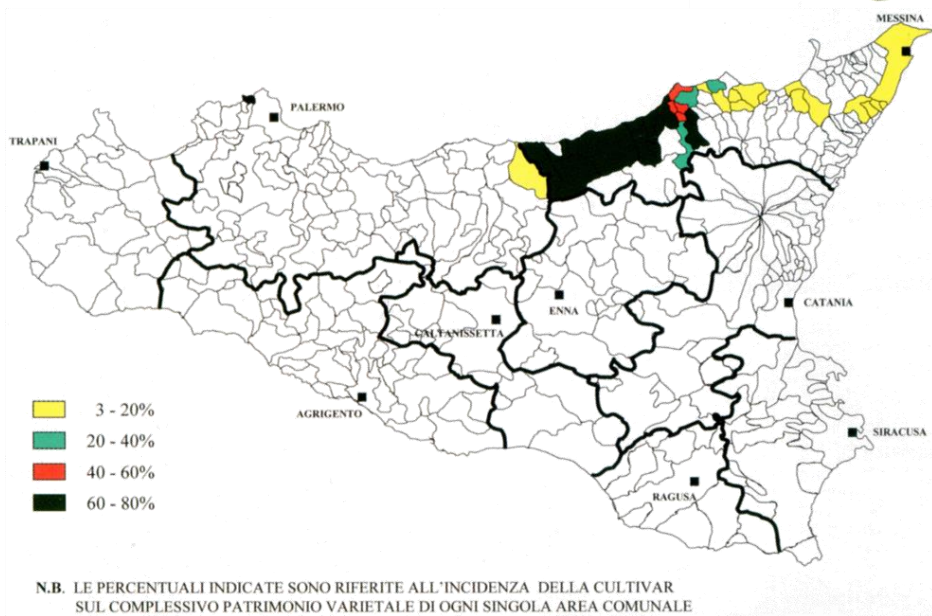 MESSINA
PALERMO
TRAPANI
CATANIA
ENNA
CALTANISSETTA
AGRIGENTO
SIRACUSA
RAGUSA
3 - 20%
20 - 40%
40 - 60%
60 - 80%
N.B. LE PERCENTUALI INDICATE SONO RIFERITE ALL'INCIDENZA DELLA CULTIVAR
SUL COMPLESSIVO PATRIMONIO VARIETALE DI OGNI SINGOLA AREA COMUNALE